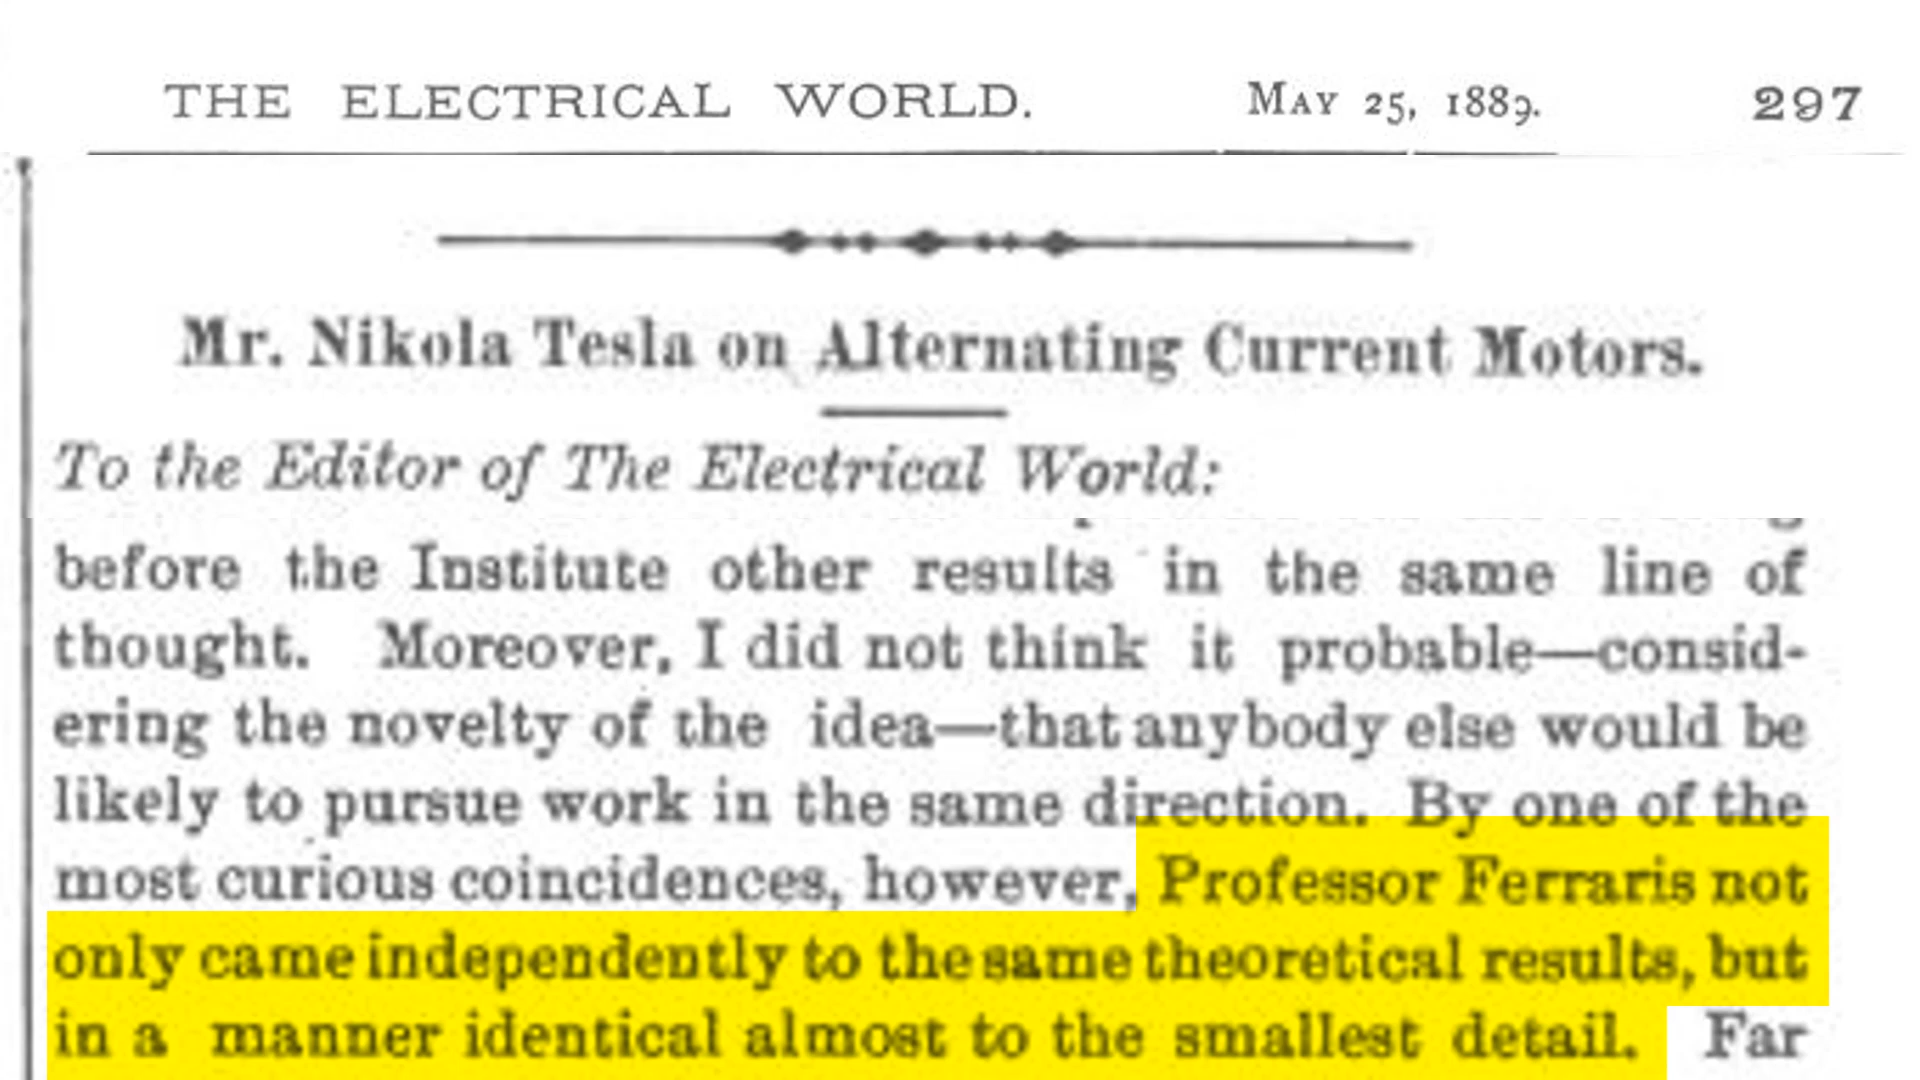 THE ELECTRICAL WORLD. MAY 25, 1889. 297
Mr. Nikola Tesla on Alternating Current Motors.
To the Editor of The Electrical World:
before the Institute other results in the same line of
thought. Moreover, I did not think it probable—consid-
ering the novelty of the idea—that anybody else would be
likely to pursue work in the same direction. By one of the
most curious coincidences, however, Professor Ferraris not
only came independently to the same theoretical results, but
in a manner identical almost to the smallest detail. Far